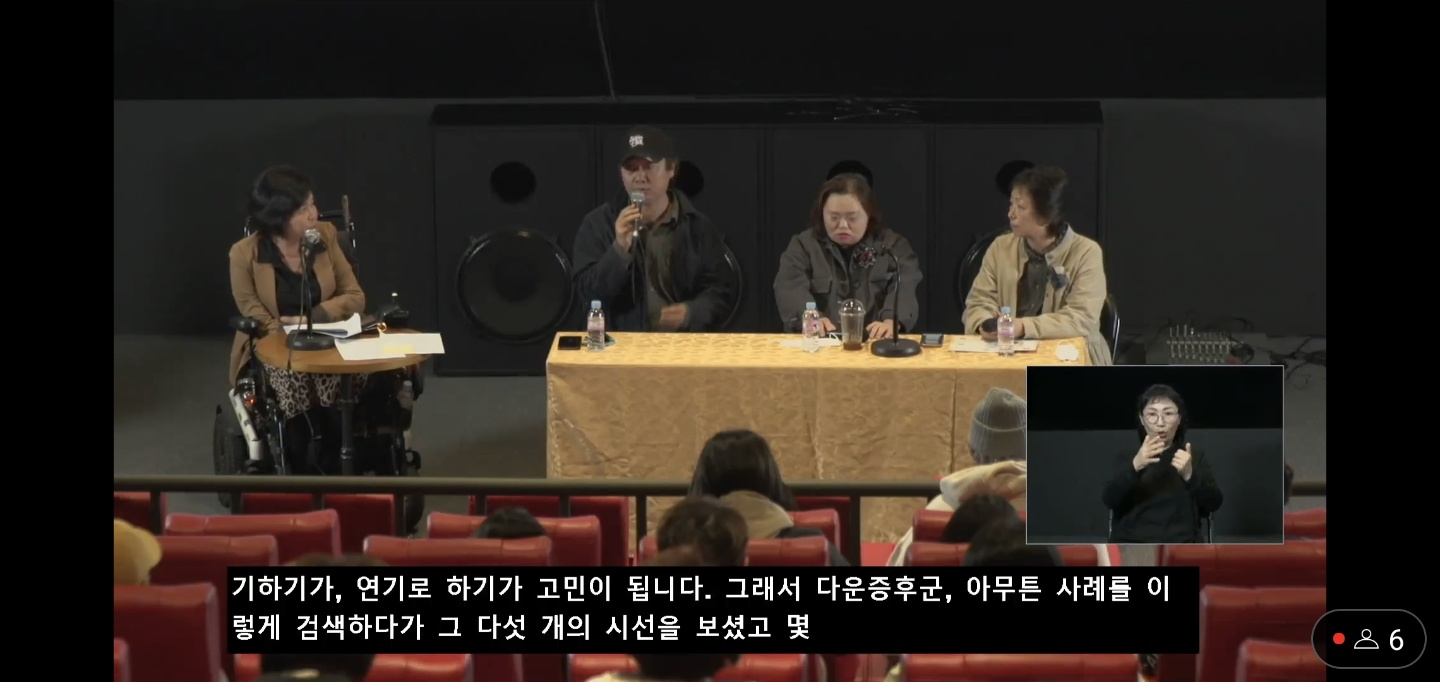 기하기가, 연기로 하기가 고민이 됩니다. 그래서 다운증후군, 아무튼 사례를 이
렇게 검색하다가 그 다섯 개의 시선을 보셨고 몇
6